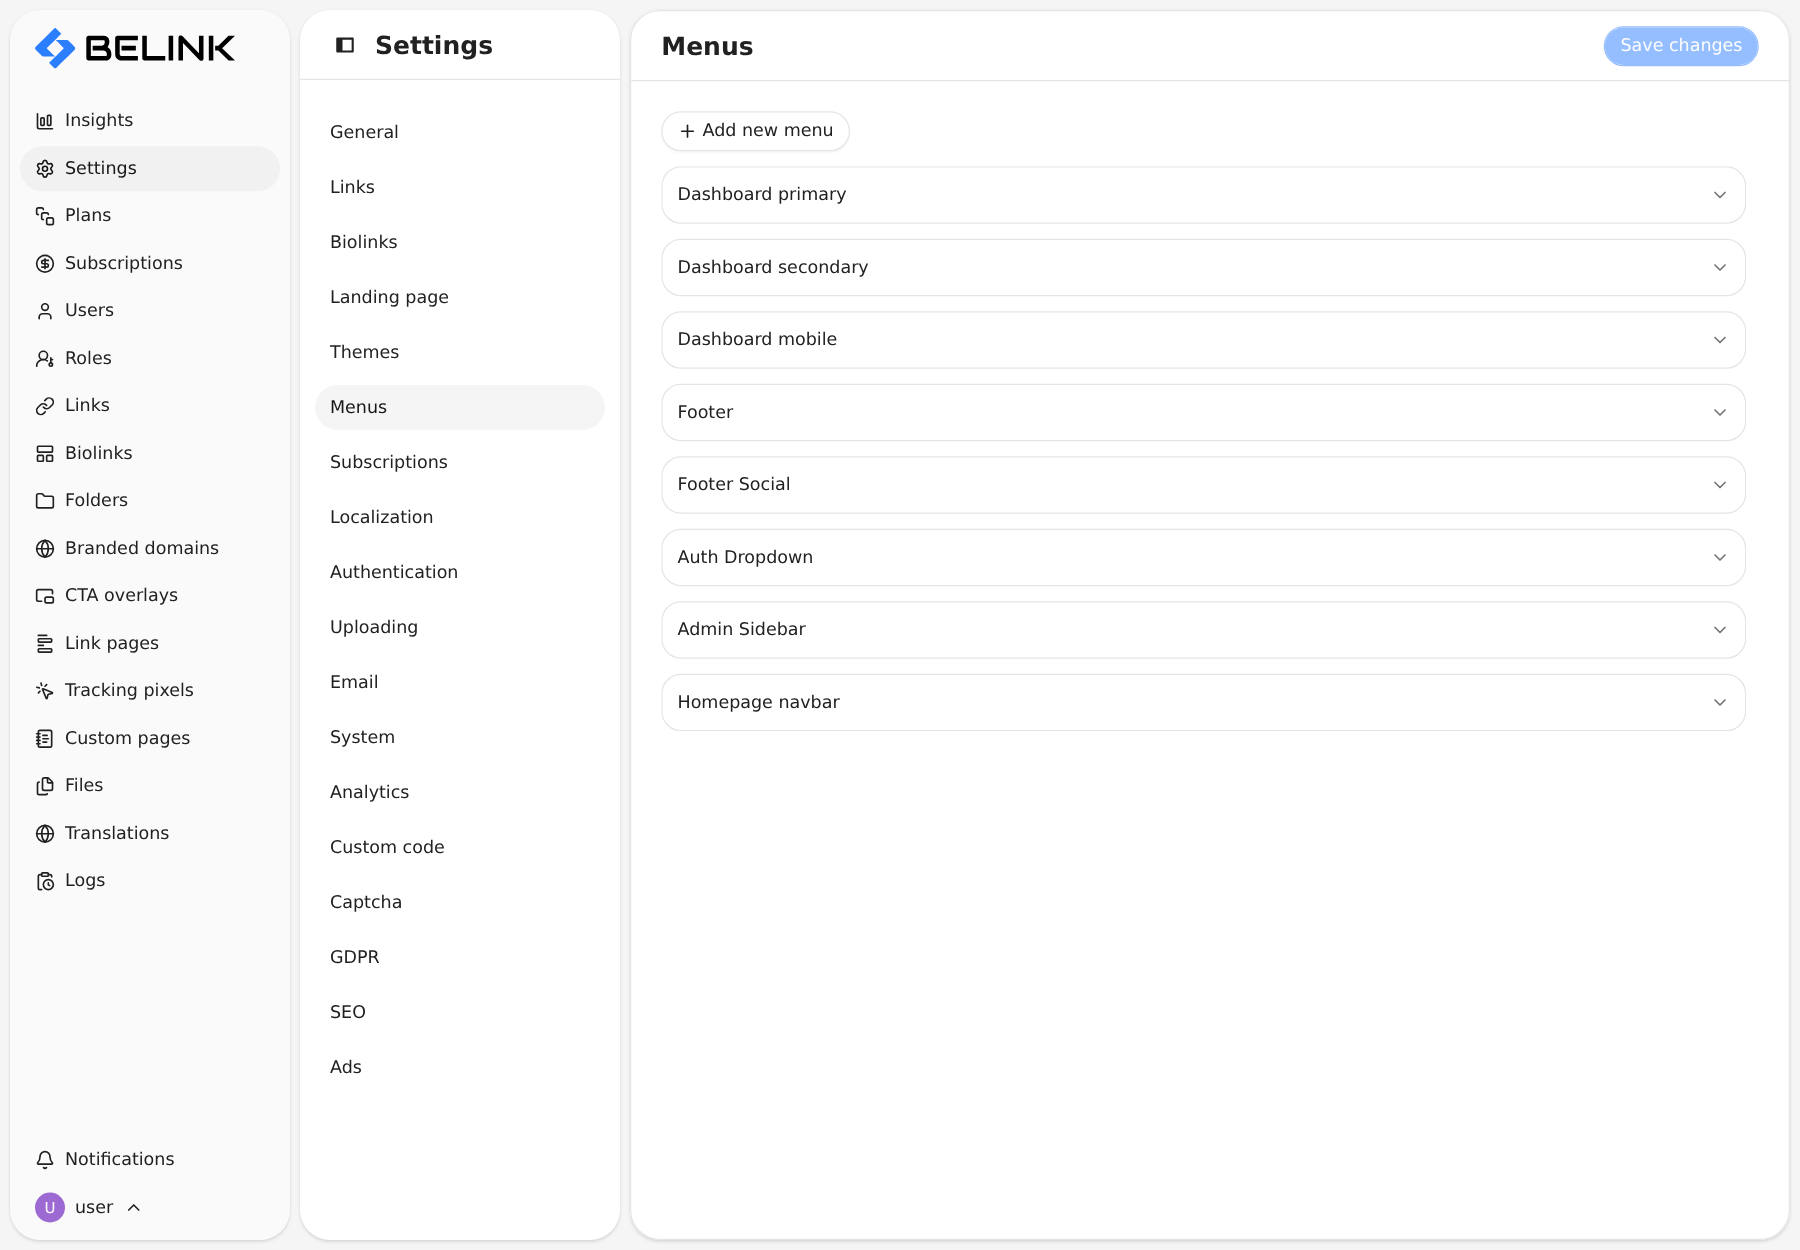 BELINK
Insights
Settings
Plans
Subscriptions
Users
Roles
Links
Biolinks
Folders
Branded domains
CTA overlays
Link pages
Tracking pixels
Custom pages
Files
Translations
Logs
Notifications
U
user
Settings
General
Links
Biolinks
Landing page
Themes
Menus
Subscriptions
Localization
Authentication
Uploading
Email
System
Analytics
Custom code
Captcha
GDPR
SEO
Ads
Menus
Save changes
Add new menu
Dashboard primary
Dashboard secondary
Dashboard mobile
Footer
Footer Social
Auth Dropdown
Admin Sidebar
Homepage navbar